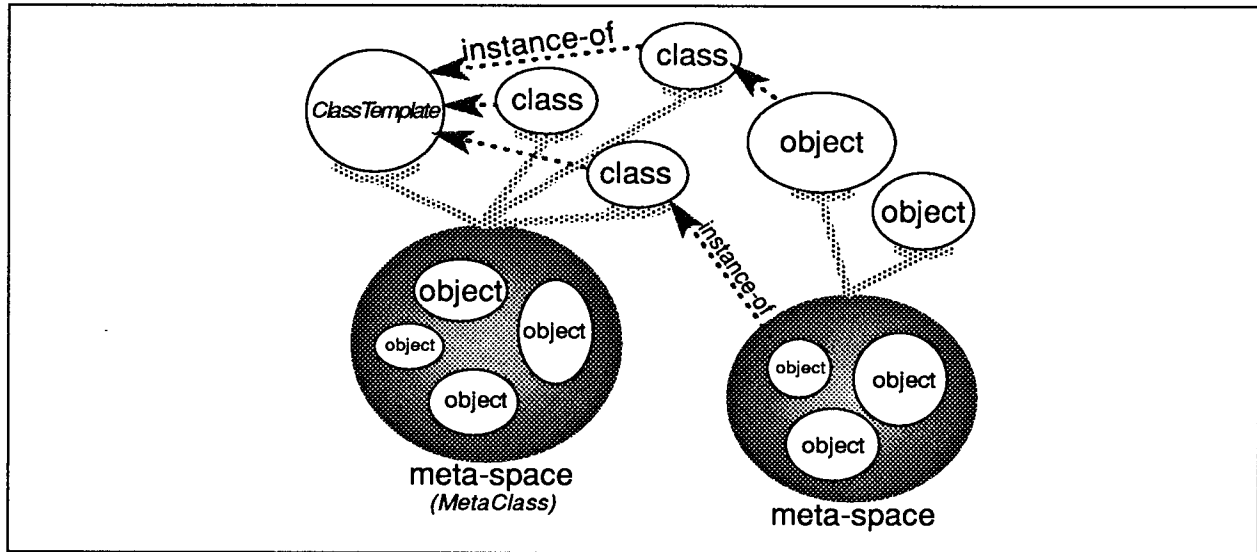 instance-of
class
ClassTemplate
class
object
class
object
instance-of
object
object
object
object
object
object
object
meta-space
(MetaClass)
meta-space